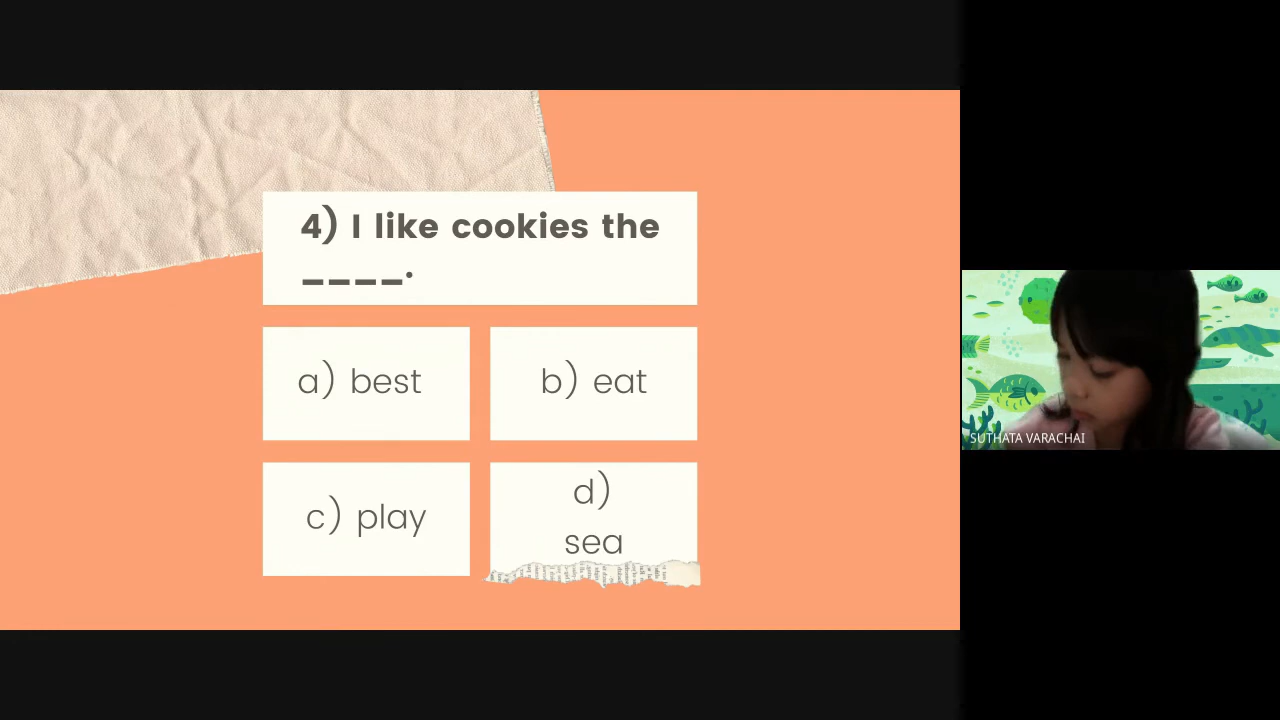 4) I like cookies the
____.
a) best
b) eat
c) play
d)
sea
SUTHATA VARACHAI